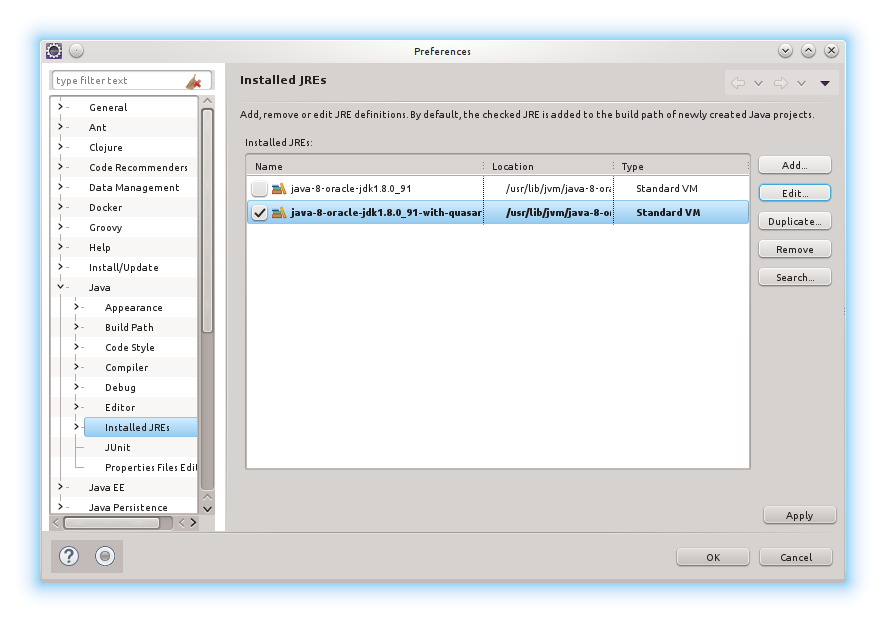 Preferences
type filter text
General
Ant
Clojure
Code Recommenders
Data Management
Docker
Groovy
Help
Install/Update
Java
Appearance
Build Path
Code Style
Compiler
Debug
Editor
Installed JREs
JUnit
Properties Files Edi
Java EE
Java Persistence
Installed JREs
Add, remove or edit JRE definitions. By default, the checked JRE is added to the build path of newly created Java projects.
Installed JREs:
Name Location Type
java-8-oracle-jdk1.8.0_91 /usr/lib/jvm/java-8-ora Standard VM
java-8-oracle-jdk1.8.0_91-with-quasar /usr/lib/jvm/java-8-o Standard VM
Add...
Edit...
Duplicate...
Remove
Search...
Apply
?
OK Cancel